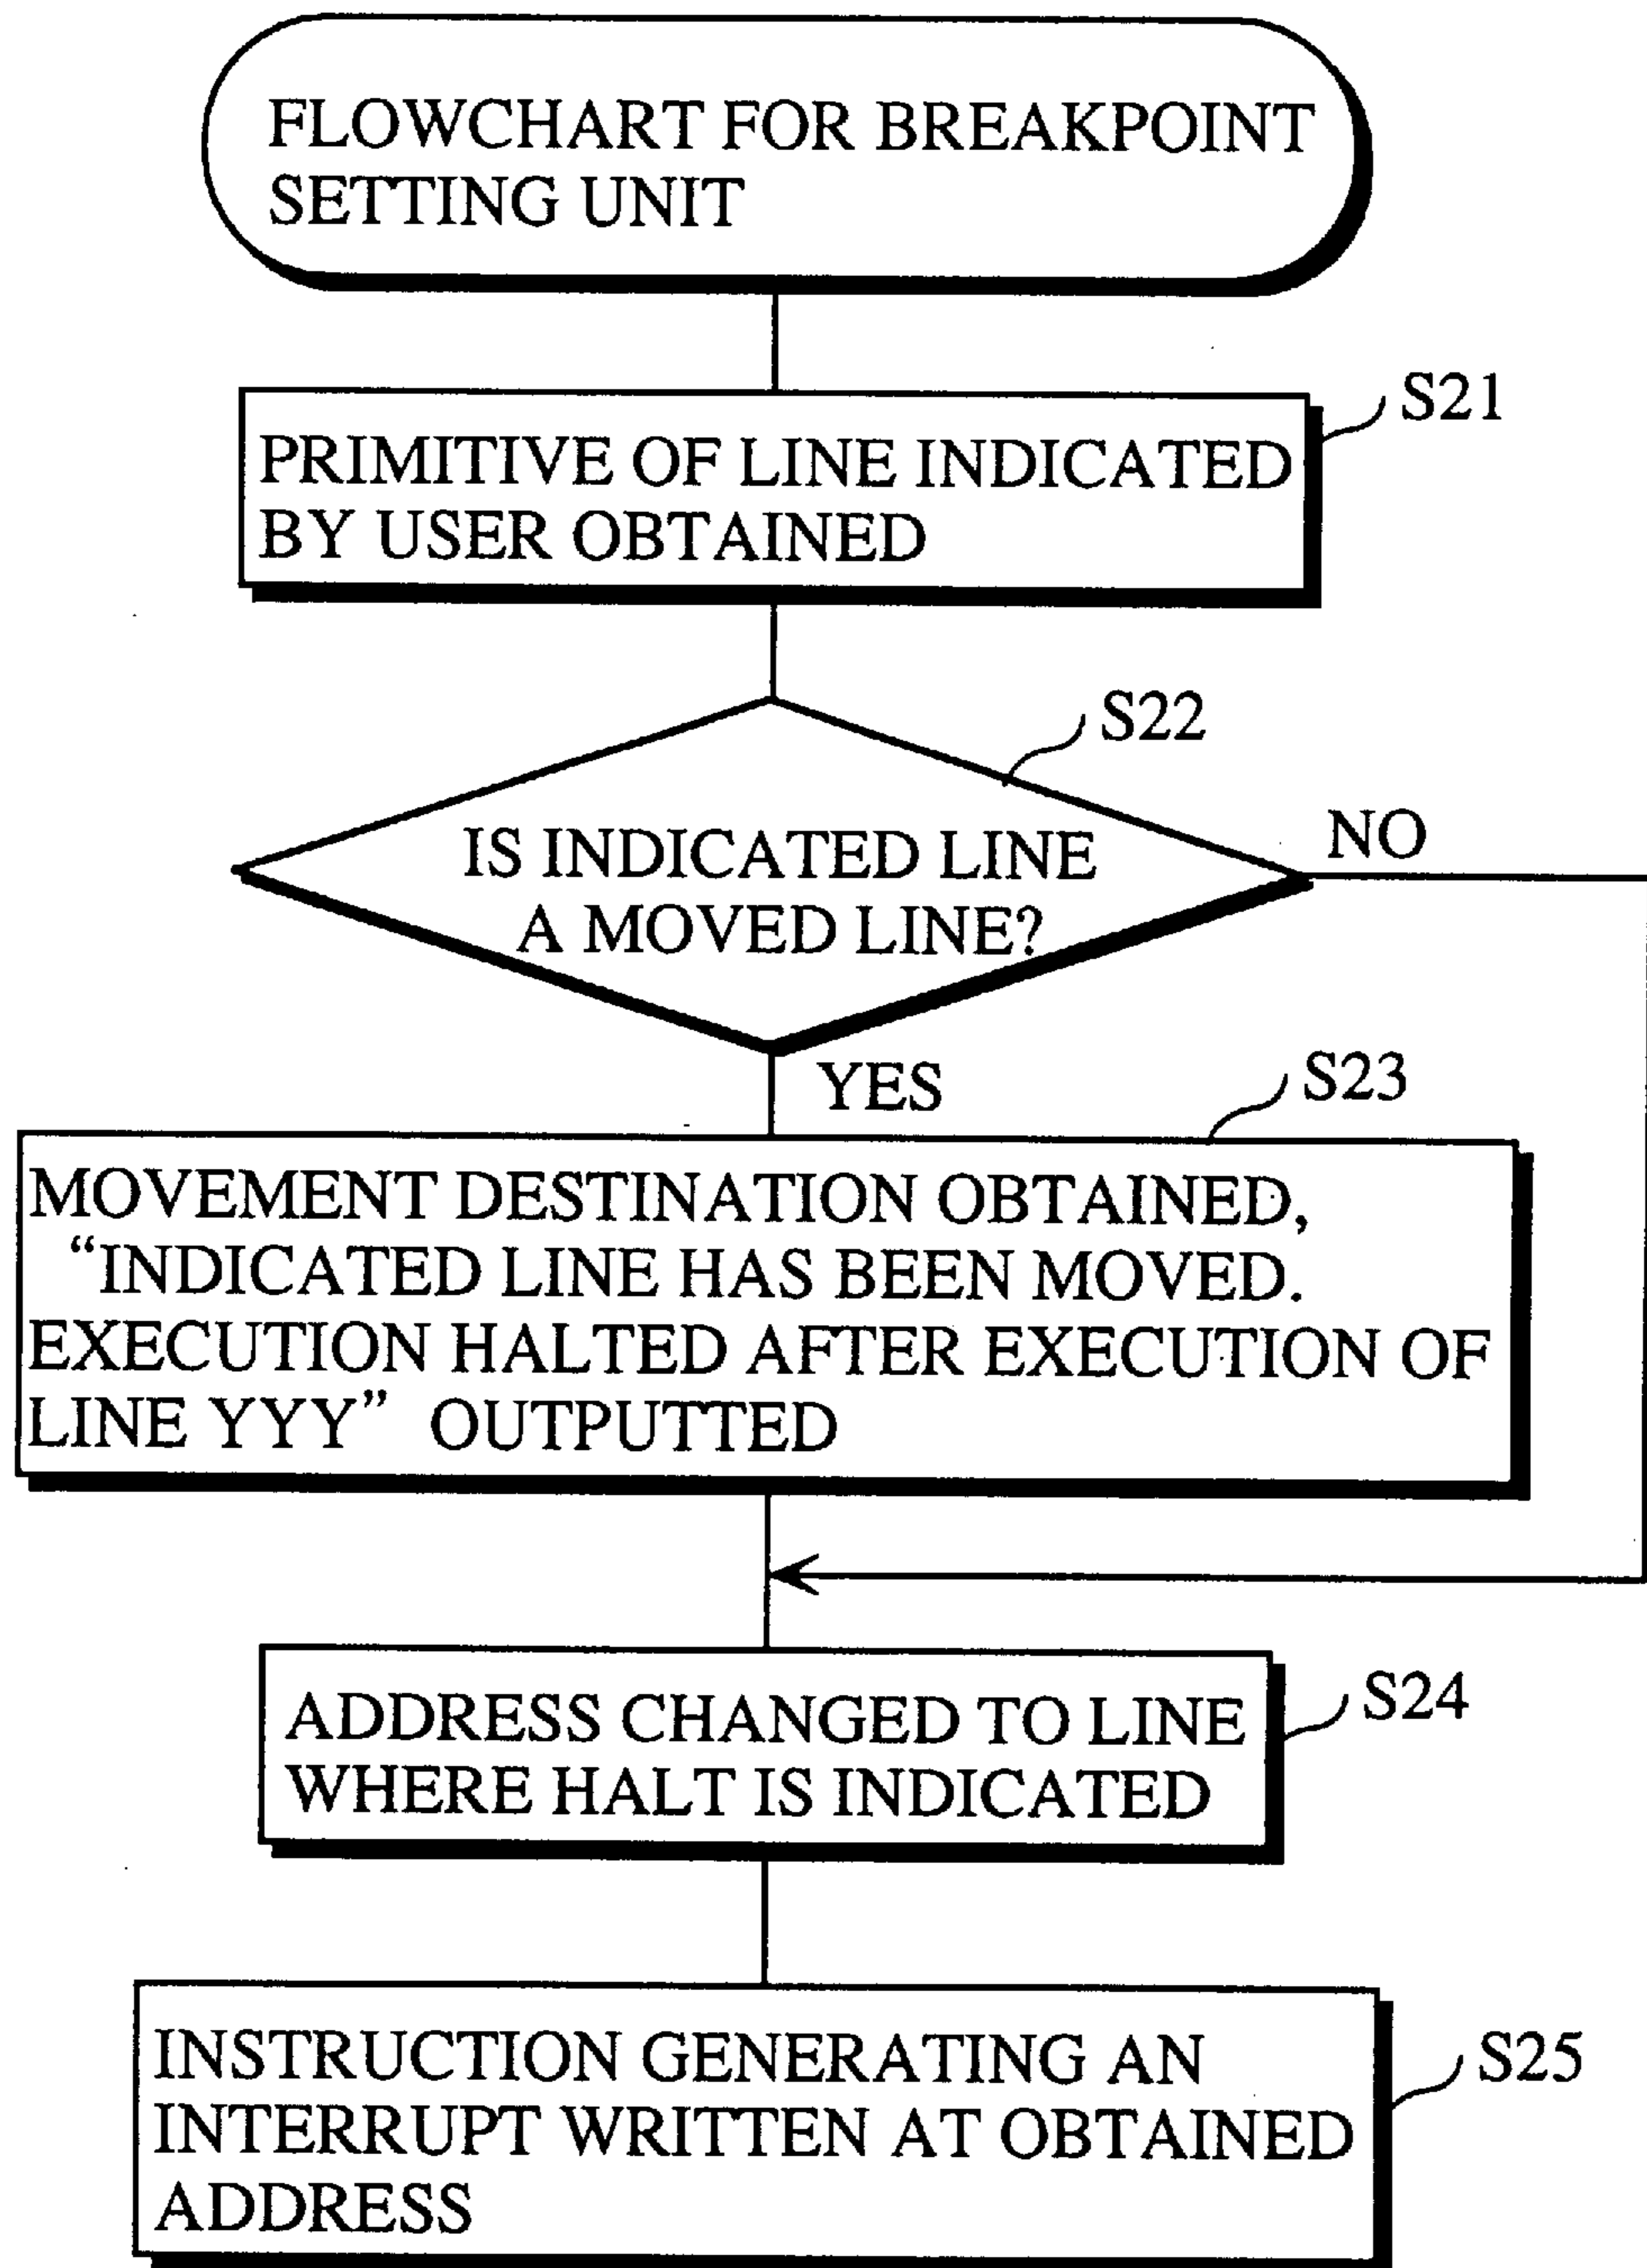 FLOWCHART FOR BREAKPOINT
SETTING UNIT
S21
PRIMITIVE OF LINE INDICATED
BY USER OBTAINED
S22
IS INDICATED LINE
A MOVED LINE?
NO
YES
S23
MOVEMENT DESTINATION OBTAINED,
“INDICATED LINE HAS BEEN MOVED.
EXECUTION HALTED AFTER EXECUTION OF
LINE YYY” OUTPUTTED
S24
ADDRESS CHANGED TO LINE
WHERE HALT IS INDICATED
S25
INSTRUCTION GENERATING AN
INTERRUPT WRITTEN AT OBTAINED
ADDRESS